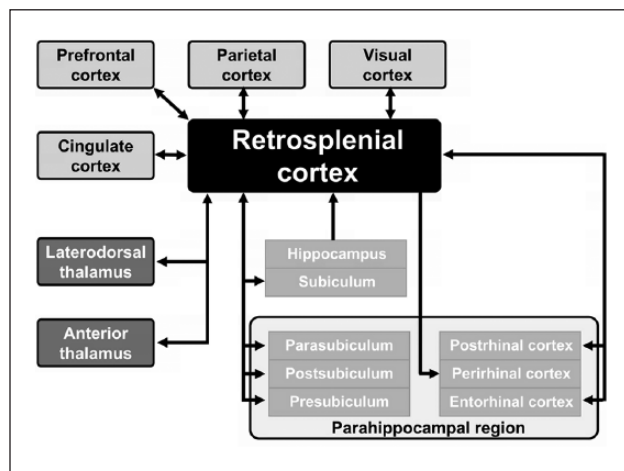 Prefrontal
cortex
Parietal
cortex
Visual
cortex
Retrosplenial
cortex
Cingulate
cortex
Laterodorsal
thalamus
Hippocampus
Subiculum
Anterior
thalamus
Parasubiculum
Postsubiculum
Presubiculum
Postrhinal cortex
Perirhinal cortex
Entorhinal cortex
Parahippocampal region